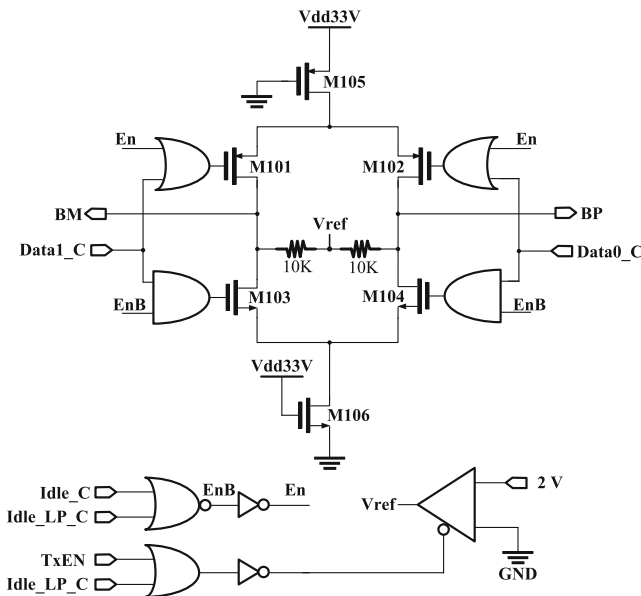 Vdd33V
M105
En
En
M101
M102
BM
Vref
BP
Data1_C
10K
10K
Data0_C
EnB
M103
M104
EnB
Vdd33V
M106
Idle_C
EnB
En
2 V
Idle_LP_C
Vref
TxEN
Idle_LP_C
GND